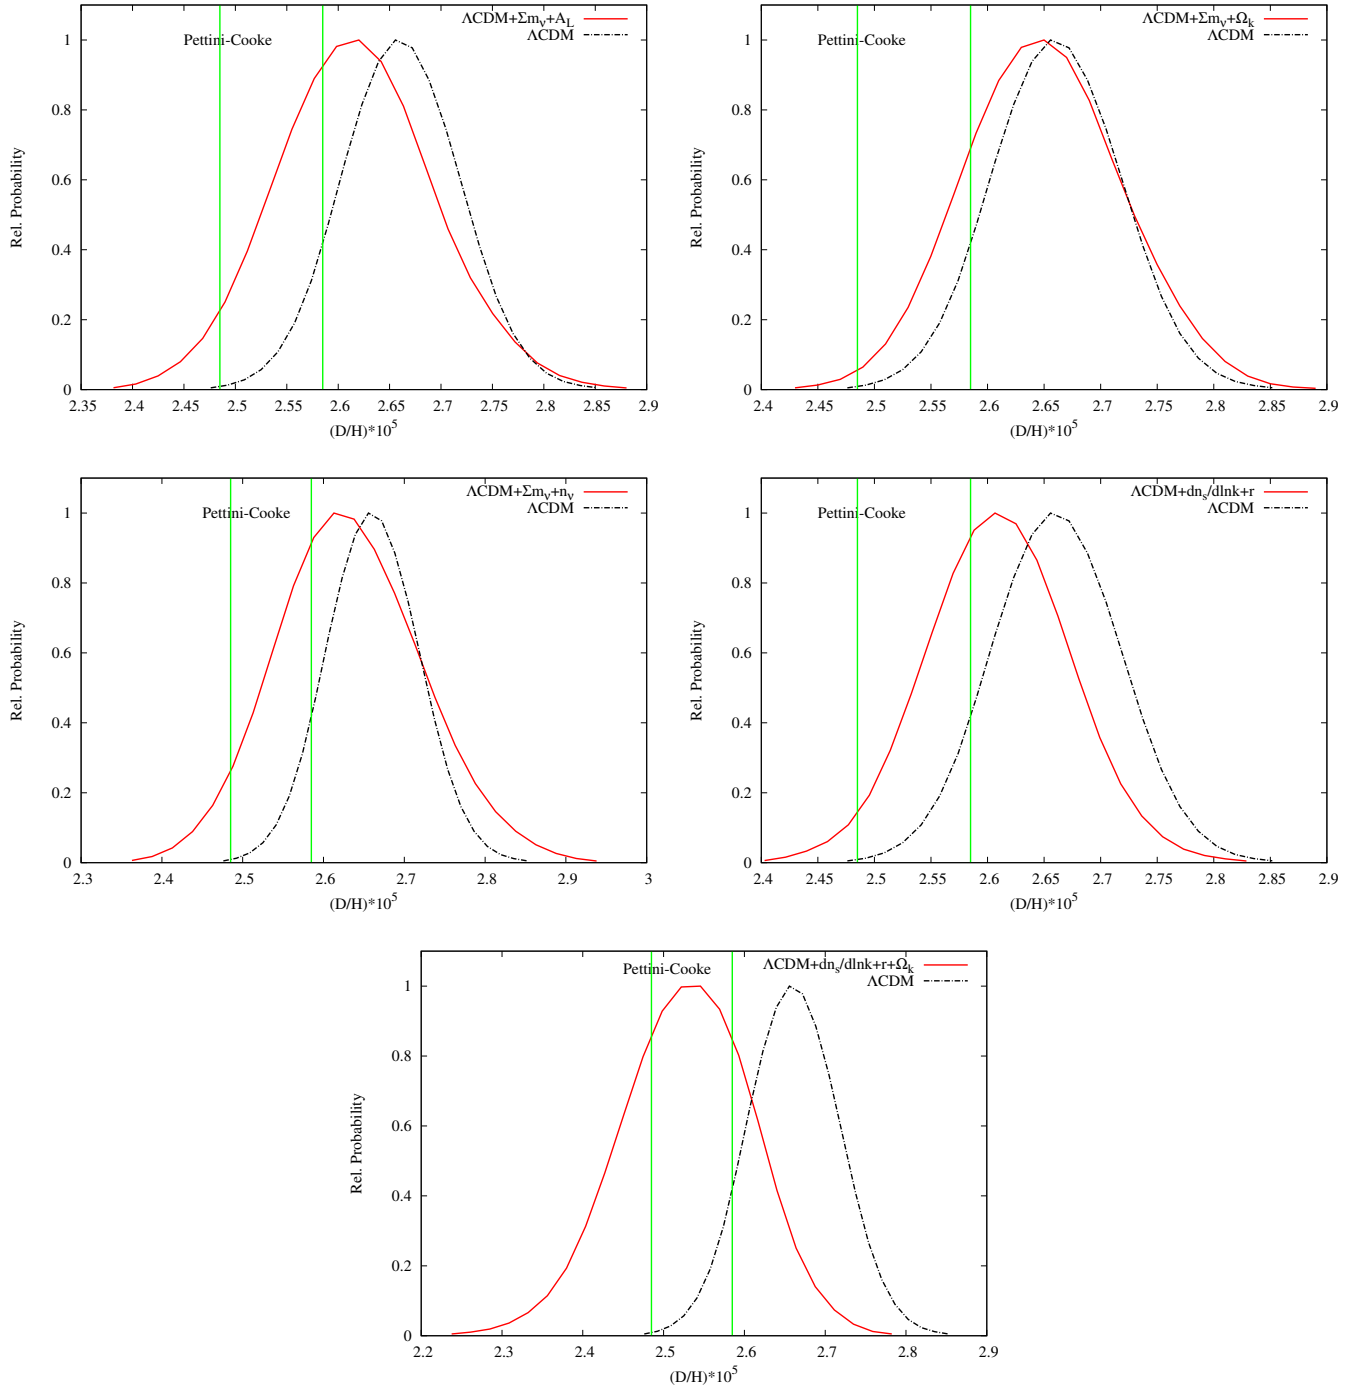 ΛCDM+Σmν+AL
Pettini-Cooke
ΛCDM
1
0.8
0.6
0.4
0.2
0
Rel. Probability
2.35 2.4 2.45 2.5 2.55 2.6 2.65 2.7 2.75 2.8 2.85 2.9
(D/H)*10^5
ΛCDM+Σmν+Ωk
Pettini-Cooke
ΛCDM
1
0.8
0.6
0.4
0.2
0
Rel. Probability
2.4 2.45 2.5 2.55 2.6 2.65 2.7 2.75 2.8 2.85 2.9
(D/H)*10^5
ΛCDM+Σmν+nν
Pettini-Cooke
ΛCDM
1
0.8
0.6
0.4
0.2
0
Rel. Probability
2.3 2.4 2.5 2.6 2.7 2.8 2.9 3
(D/H)*10^5
ΛCDM+dns/dlnk+r
Pettini-Cooke
ΛCDM
1
0.8
0.6
0.4
0.2
0
Rel. Probability
2.4 2.45 2.5 2.55 2.6 2.65 2.7 2.75 2.8 2.85 2.9
(D/H)*10^5
ΛCDM+dns/dlnk+r+Ωk
Pettini-Cooke
ΛCDM
1
0.8
0.6
0.4
0.2
0
Rel. Probability
2.2 2.3 2.4 2.5 2.6 2.7 2.8 2.9
(D/H)*10^5